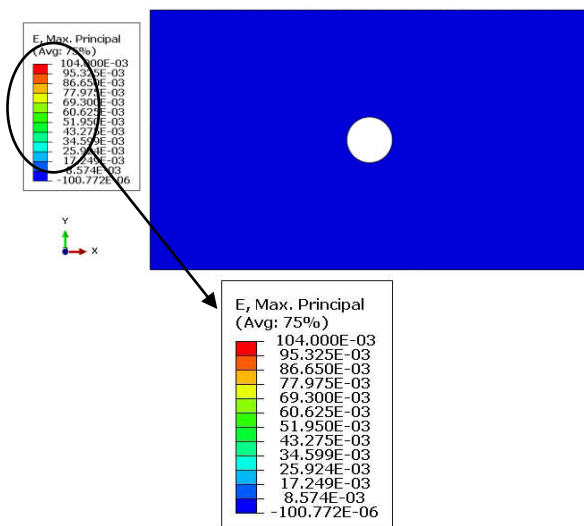 E, Max. Principal
(Avg: 75%)
104.000E-03
95.325E-03
86.650E-03
77.975E-03
69.300E-03
60.625E-03
51.950E-03
43.275E-03
34.599E-03
25.924E-03
17.249E-03
8.574E-03
-100.772E-06
Y
X
E, Max. Principal
(Avg: 75%)
104.000E-03
95.325E-03
86.650E-03
77.975E-03
69.300E-03
60.625E-03
51.950E-03
43.275E-03
34.599E-03
25.924E-03
17.249E-03
8.574E-03
-100.772E-06